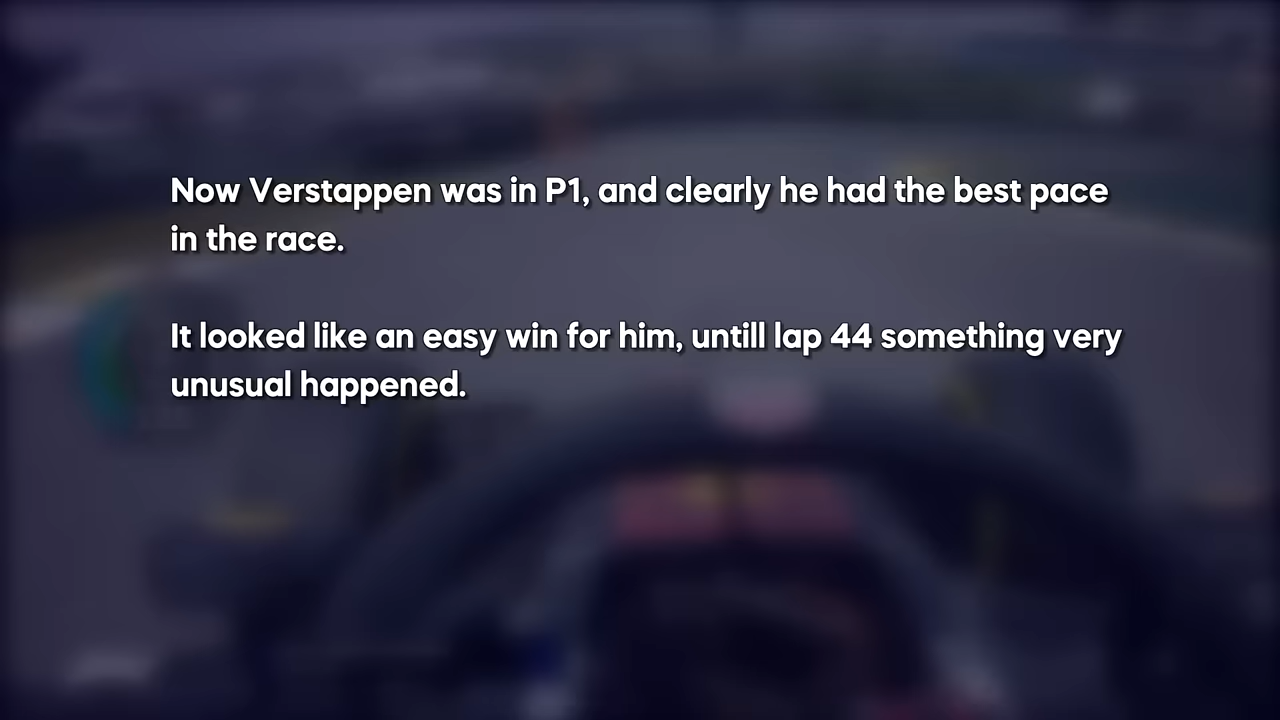 Now Verstappen was in P1, and clearly he had the best pace
in the race.
It looked like an easy win for him, untill lap 44 something very
unusual happened.